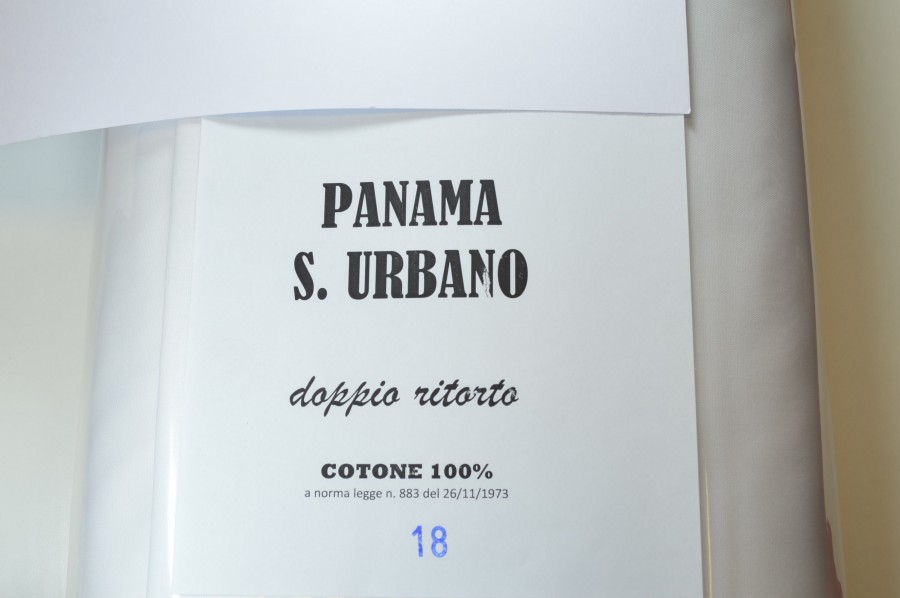 PANAMA
S. URBANO
doppio ritorto
COTONE 100%
a norma legge n. 883 del 26/11/1973
18